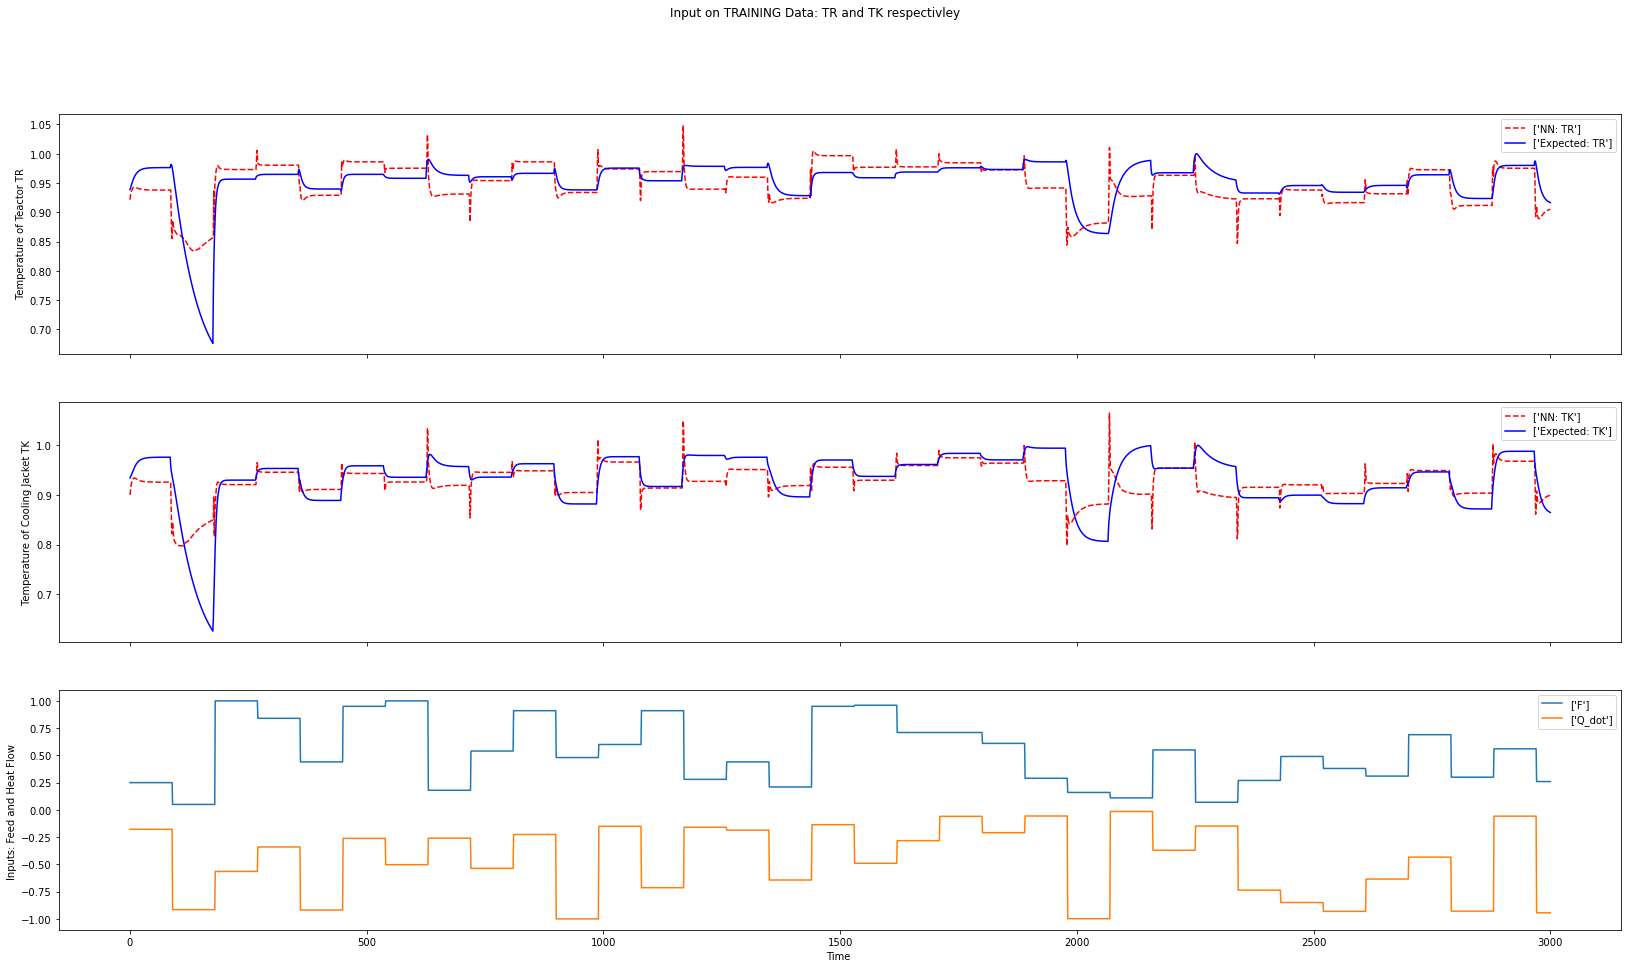 Input on TRAINING Data: TR and TK respectivley
Temperature of Teactor TR
1.05
1.00
0.95
0.90
0.85
0.80
0.75
0.70
['NN: TR']
['Expected: TR']
Temperature of Cooling Jacket TK
1.0
0.9
0.8
0.7
['NN: TK']
['Expected: TK']
Inputs: Feed and Heat Flow
1.00
0.75
0.50
0.25
0.00
−0.25
−0.50
−0.75
−1.00
['F']
['Q_dot']
0 500 1000 1500 2000 2500 3000
Time